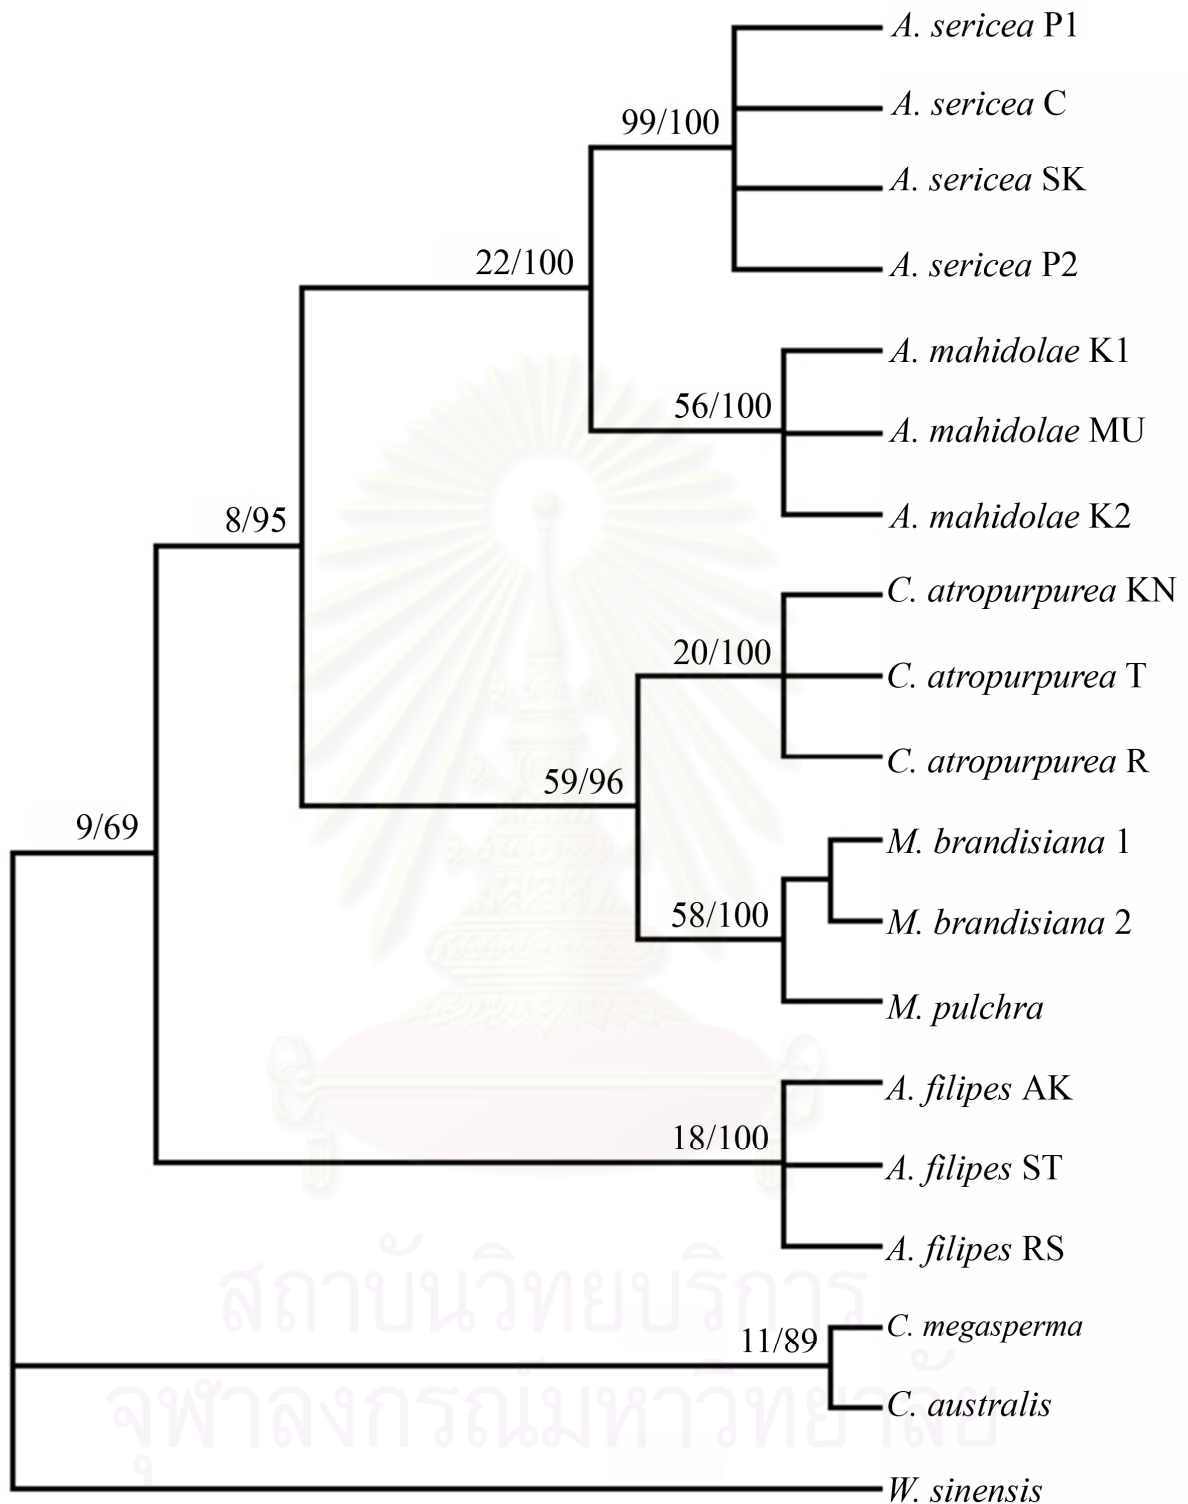 A. sericea P1
A. sericea C
99/100
A. sericea SK
22/100
A. sericea P2
A. mahidolae K1
56/100
A. mahidolae MU
8/95
A. mahidolae K2
C. atropurpurea KN
20/100
C. atropurpurea T
59/96
C. atropurpurea R
9/69
M. brandisiana 1
58/100
M. brandisiana 2
M. pulchra
A. filipes AK
18/100
A. filipes ST
A. filipes RS
สถาบันวิทยบริการ
C. megasperma
11/89
จุฬาลงกรณ์มหาวิทยาลัย
C. australis
W. sinensis